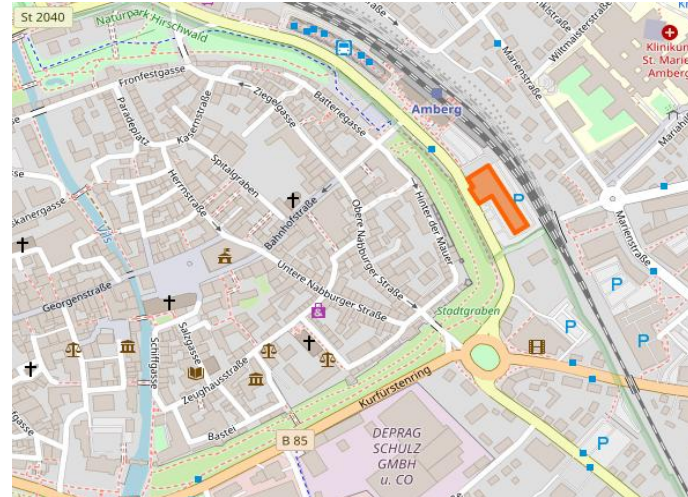 St 2040
Naturpark Hirschwald
Fronfestgasse
Ziegelgasse
Batteriegasse
Paradeplatz
Kasernstraße
Spitalgraben
Herrnstraße
Bahnhofstraße
Obere Nabburger Straße
Hinter der Mauer
Untere Nabburger Straße
Amberg
Marienstraße
Wiltmaisterstraße
Klinikum
St. Marien
Amberg
Vils
Georgenstraße
Schiffgasse
Salzgasse
Zeughausstraße
Bastei
Stadtgraben
Kurfürstenring
B 85
DEPRAG
SCHULZ
GMBH
u. CO
Marienstraße
P
P
P
P
P